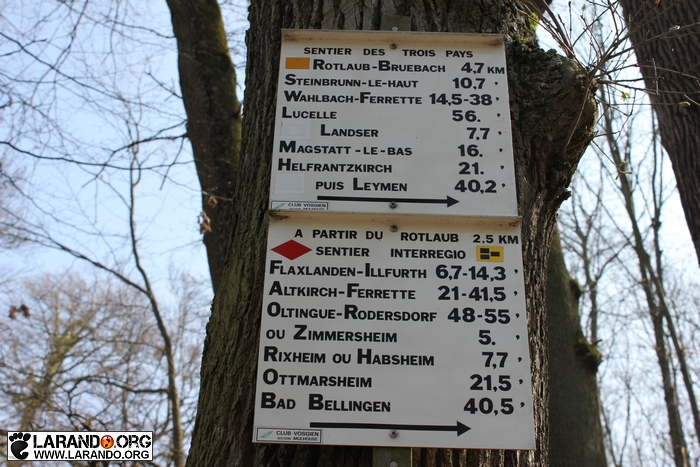 SENTIER DES TROIS PAYS
ROTLAUB-BRUEBACH 4,7 KM
STEINBRUNN-LE-HAUT 10,7 '
WAHLBACH-FERRETTE 14,5-38 '
LUCELLE 56. '
LANDSER 7,7 '
MAGSTATT-LE-BAS 16. '
HELFRANTZKIRCH 21. '
PUIS LEYMEN 40,2 '
CLUB VOSGIEN
SECTION MULHOUSE
A PARTIR DU ROTLAUB 2.5 KM
SENTIER INTERREGIO
FLAXLANDEN-ILLFURTH 6,7-14,3 '
ALTKIRCH-FERRETTE 21-41,5 '
OLTINGUE-RODERSDORF 48-55 '
OU ZIMMERSHEIM 5. '
RIXHEIM OU HABSHEIM 7,7 '
OTTMARSHEIM 21,5 '
BAD BELLINGEN 40,5 '
CLUB VOSGIEN
SECTION MULHOUSE
LARANDO.ORG
WWW.LARANDO.ORG